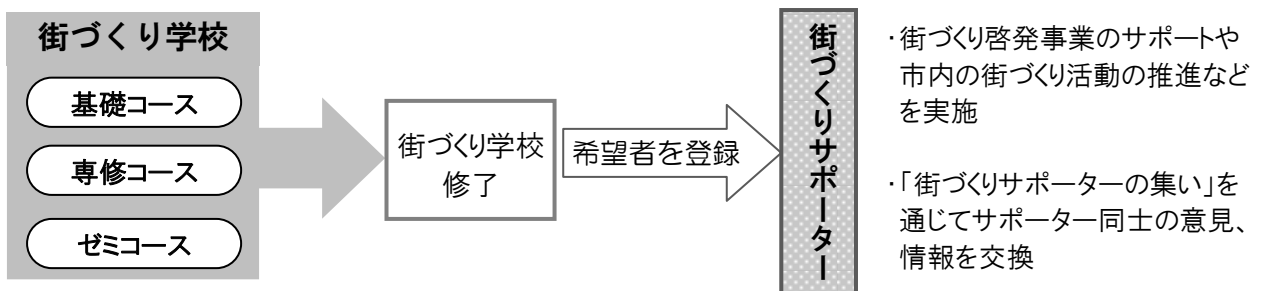 街づくり学校
基礎コース
専修コース
ゼミコース
街づくり学校
修了
希望者を登録
街づくりサポーター
・街づくり啓発事業のサポートや
市内の街づくり活動の推進など
を実施
・「街づくりサポーターの集い」を
通じてサポーター同士の意見、
情報を交換